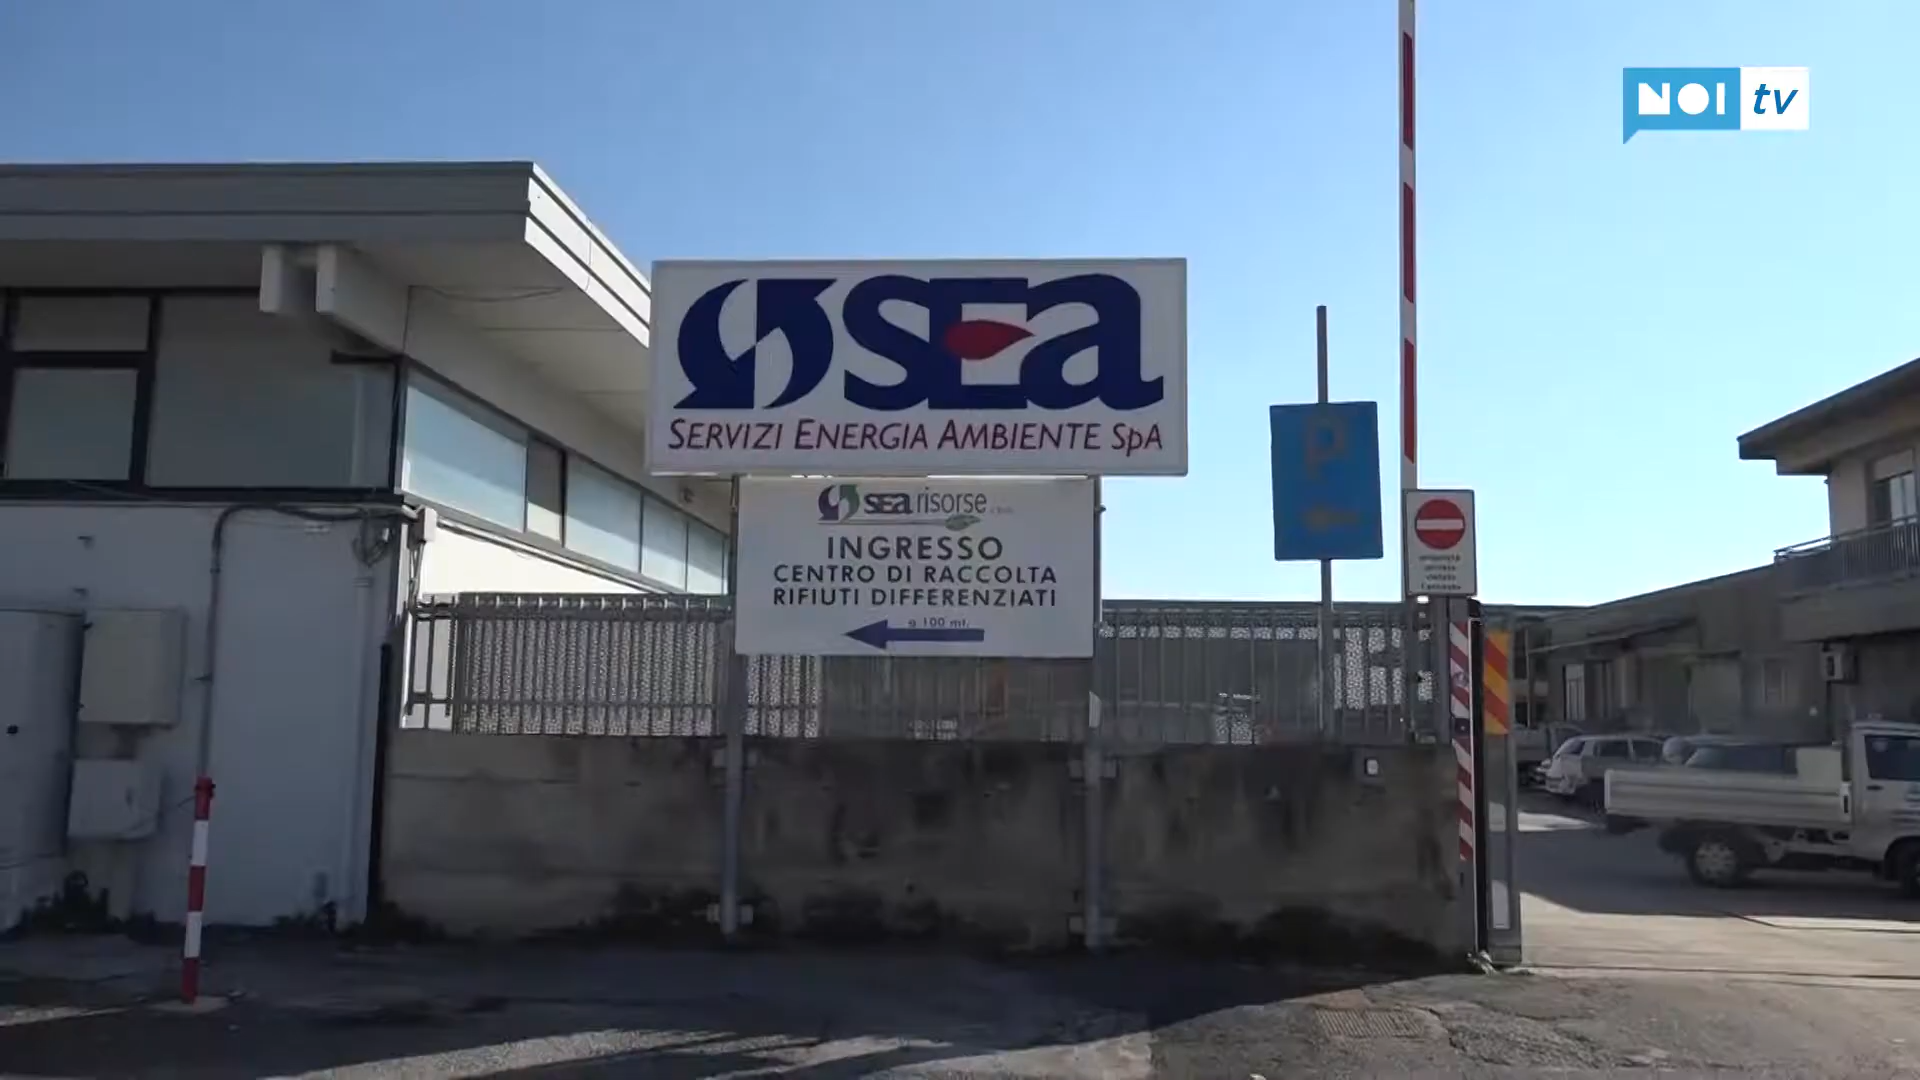 NOI tv
sea
SERVIZI ENERGIA AMBIENTE SpA
P
sea risorse
INGRESSO
CENTRO DI RACCOLTA
RIFIUTI DIFFERENZIATI
a 100 mt.